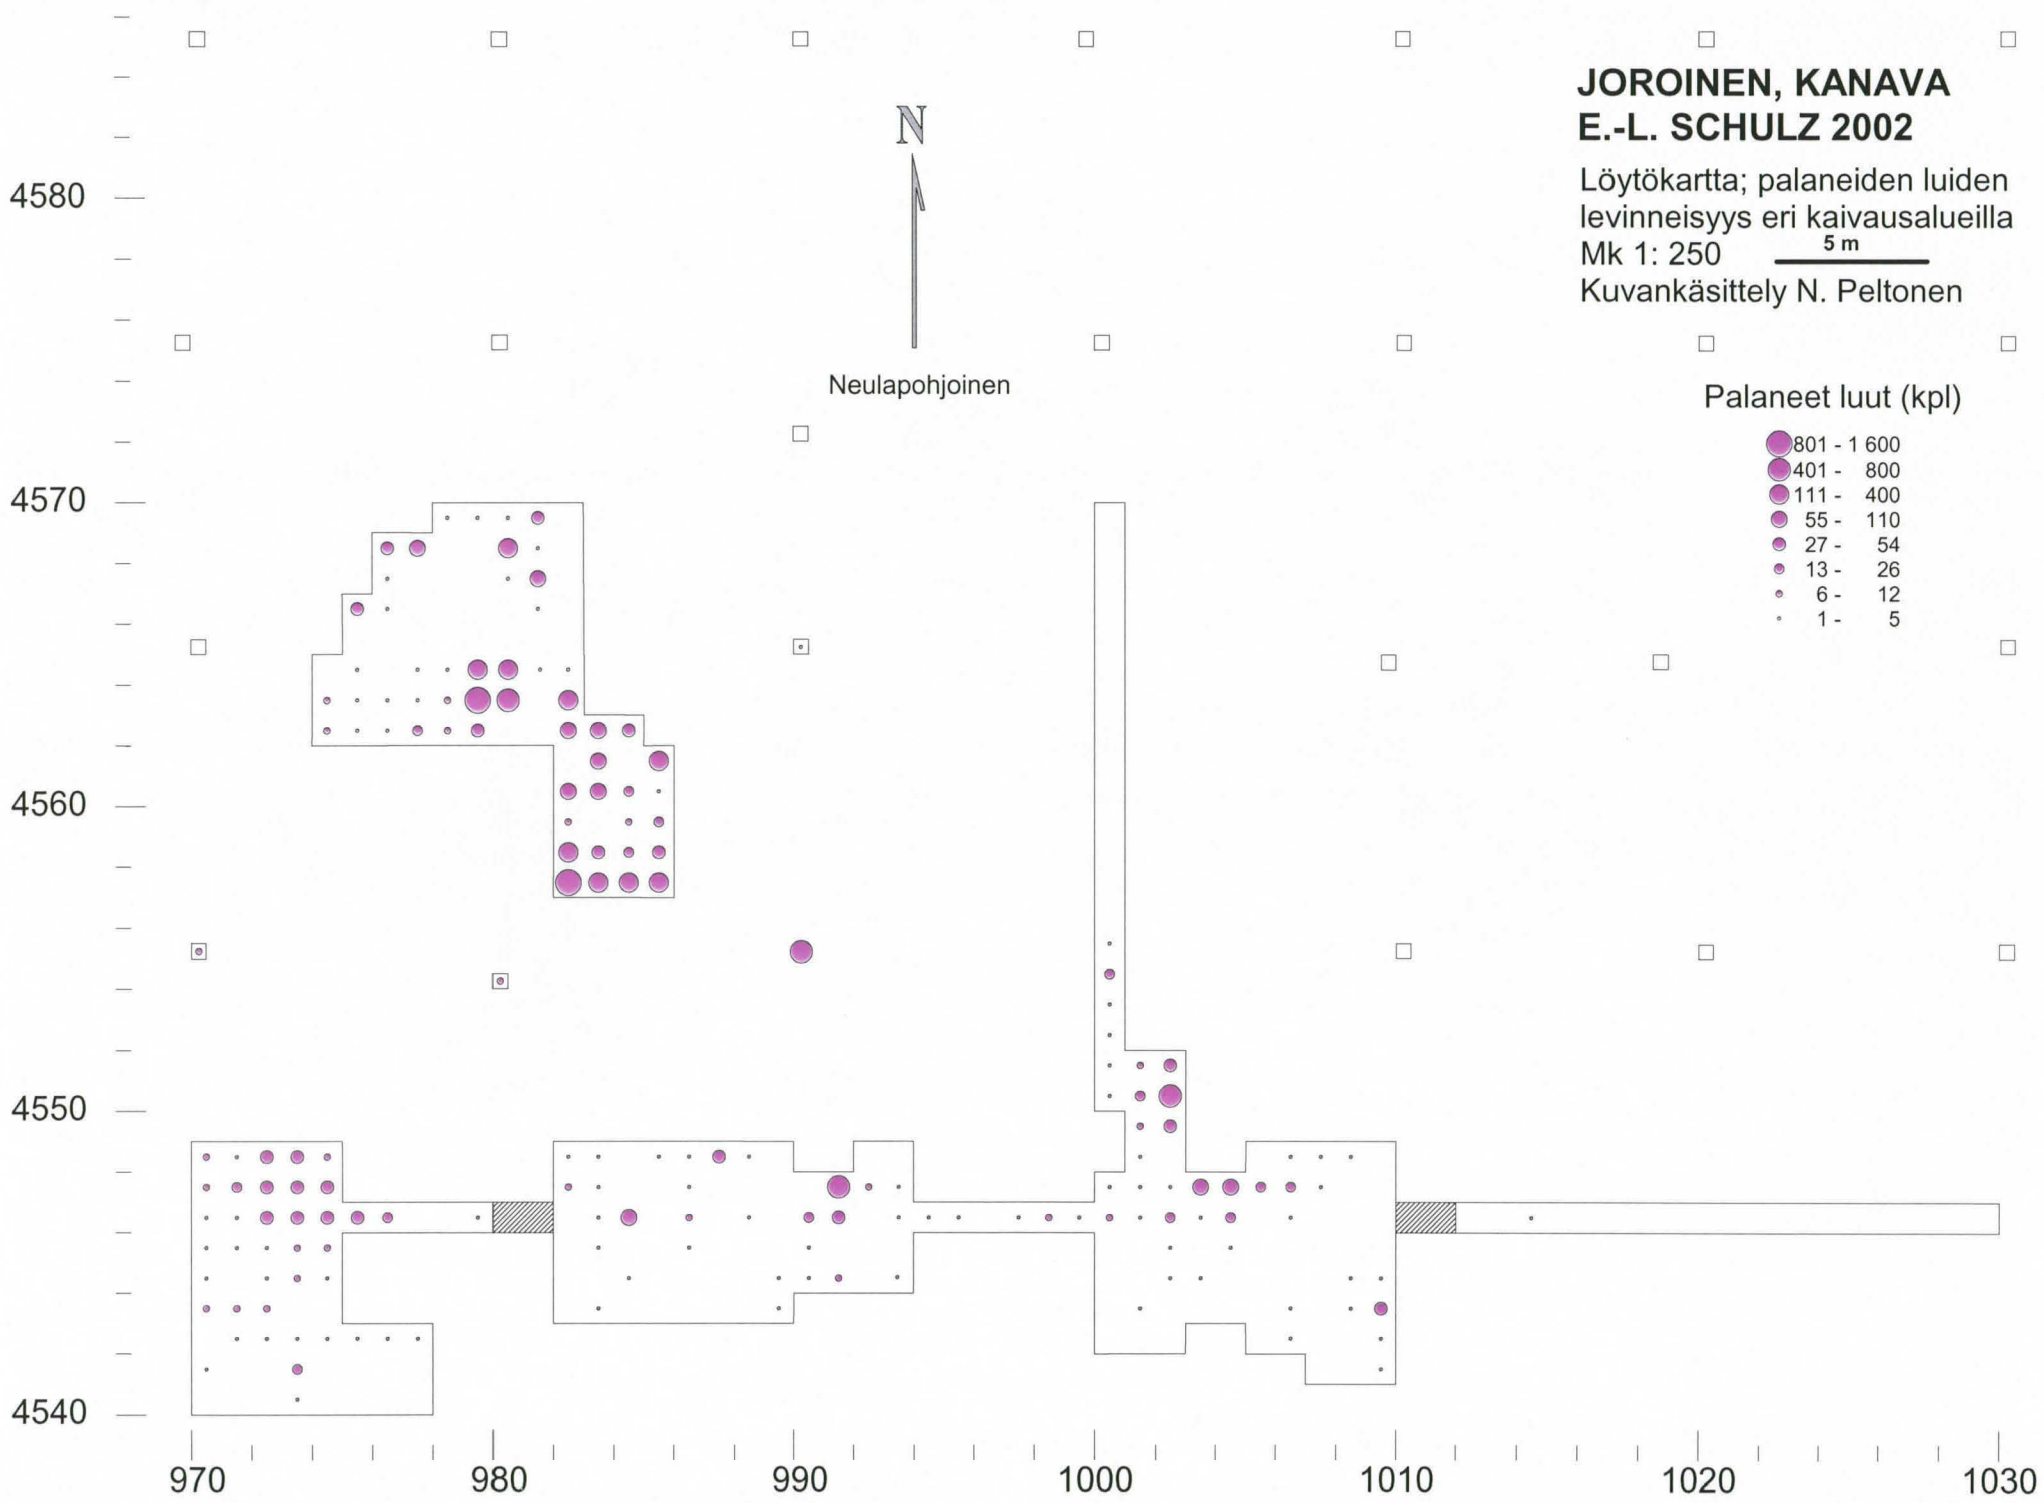 JOROINEN, KANAVA
E.-L. SCHULZ 2002
Löytökartta; palaneiden luiden
levinneisyys eri kaivausalueilla
Mk 1: 250 5 m
Kuvankäsittely N. Peltonen
N
Neulapohjoinen
Palaneet luut (kpl)
801 - 1 600
401 - 800
111 - 400
55 - 110
27 - 54
13 - 26
6 - 12
1 - 5
4580
4570
4560
4550
4540
970 980 990 1000 1010 1020 1030